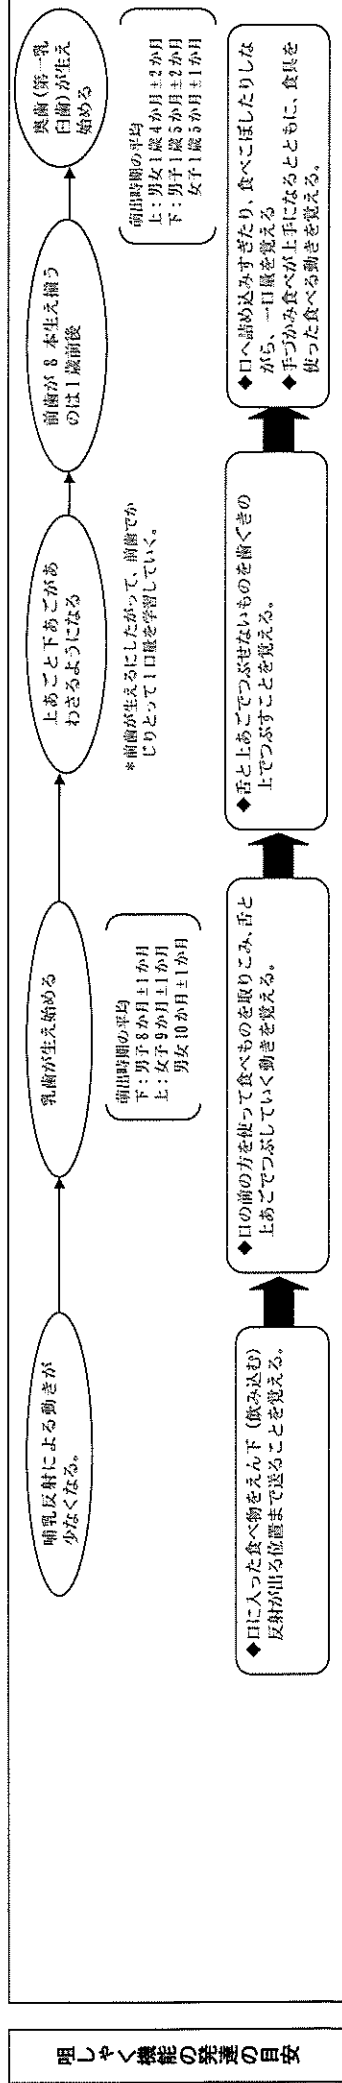 咀しゃく機能の発達の目安
哺乳反射による動きが
少なくなる。
乳歯が生え始める
萌出時期の平均
下：男子8か月±1か月
上：女子9か月±1か月
男女10か月±1か月
上あごと下あごがあ
わさるようになる
*前歯が生えるにしたがって、前歯でか
じりとって1口量を学習していく。
前歯が 8 本生え揃う
のは1歳前後
奥歯(第一乳
臼歯)が生え
始める
萌出時期の平均
上：男女1歳4か月±2か月
下：男子1歳5か月±2か月
女子1歳5か月±1か月
◆口に入った食べ物をえん下（飲み込む）
反射が出る位置まで送ることを覚える。
◆口の前の方を使って食べものを取りこみ、舌と
上あごでつぶしていく動きを覚える。
◆舌と上あごでつぶせないものを歯ぐきの
上でつぶすことを覚える。
◆口へ詰め込みすぎたり、食べこぼしたりしな
がら、一口量を覚える
◆手づかみ食べが上手になるとともに、食具を
使った食べる動きを覚える。